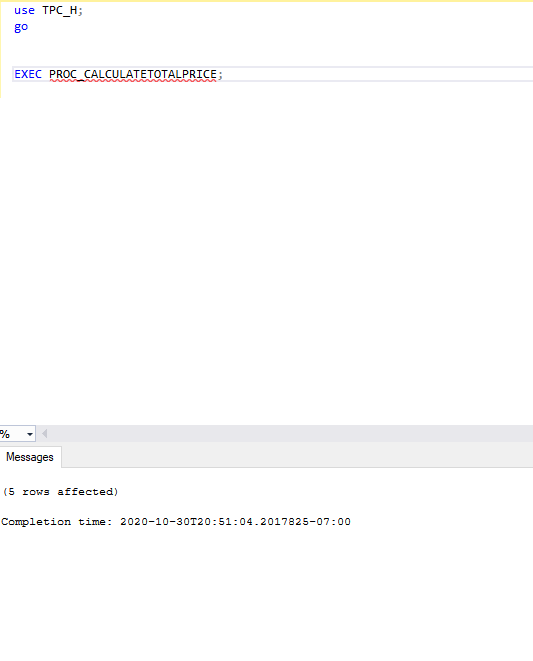 use TPC_H;
go
EXEC PROC_CALCULATETOTALPRICE;
%
Messages
(5 rows affected)
Completion time: 2020-10-30T20:51:04.2017825-07:00